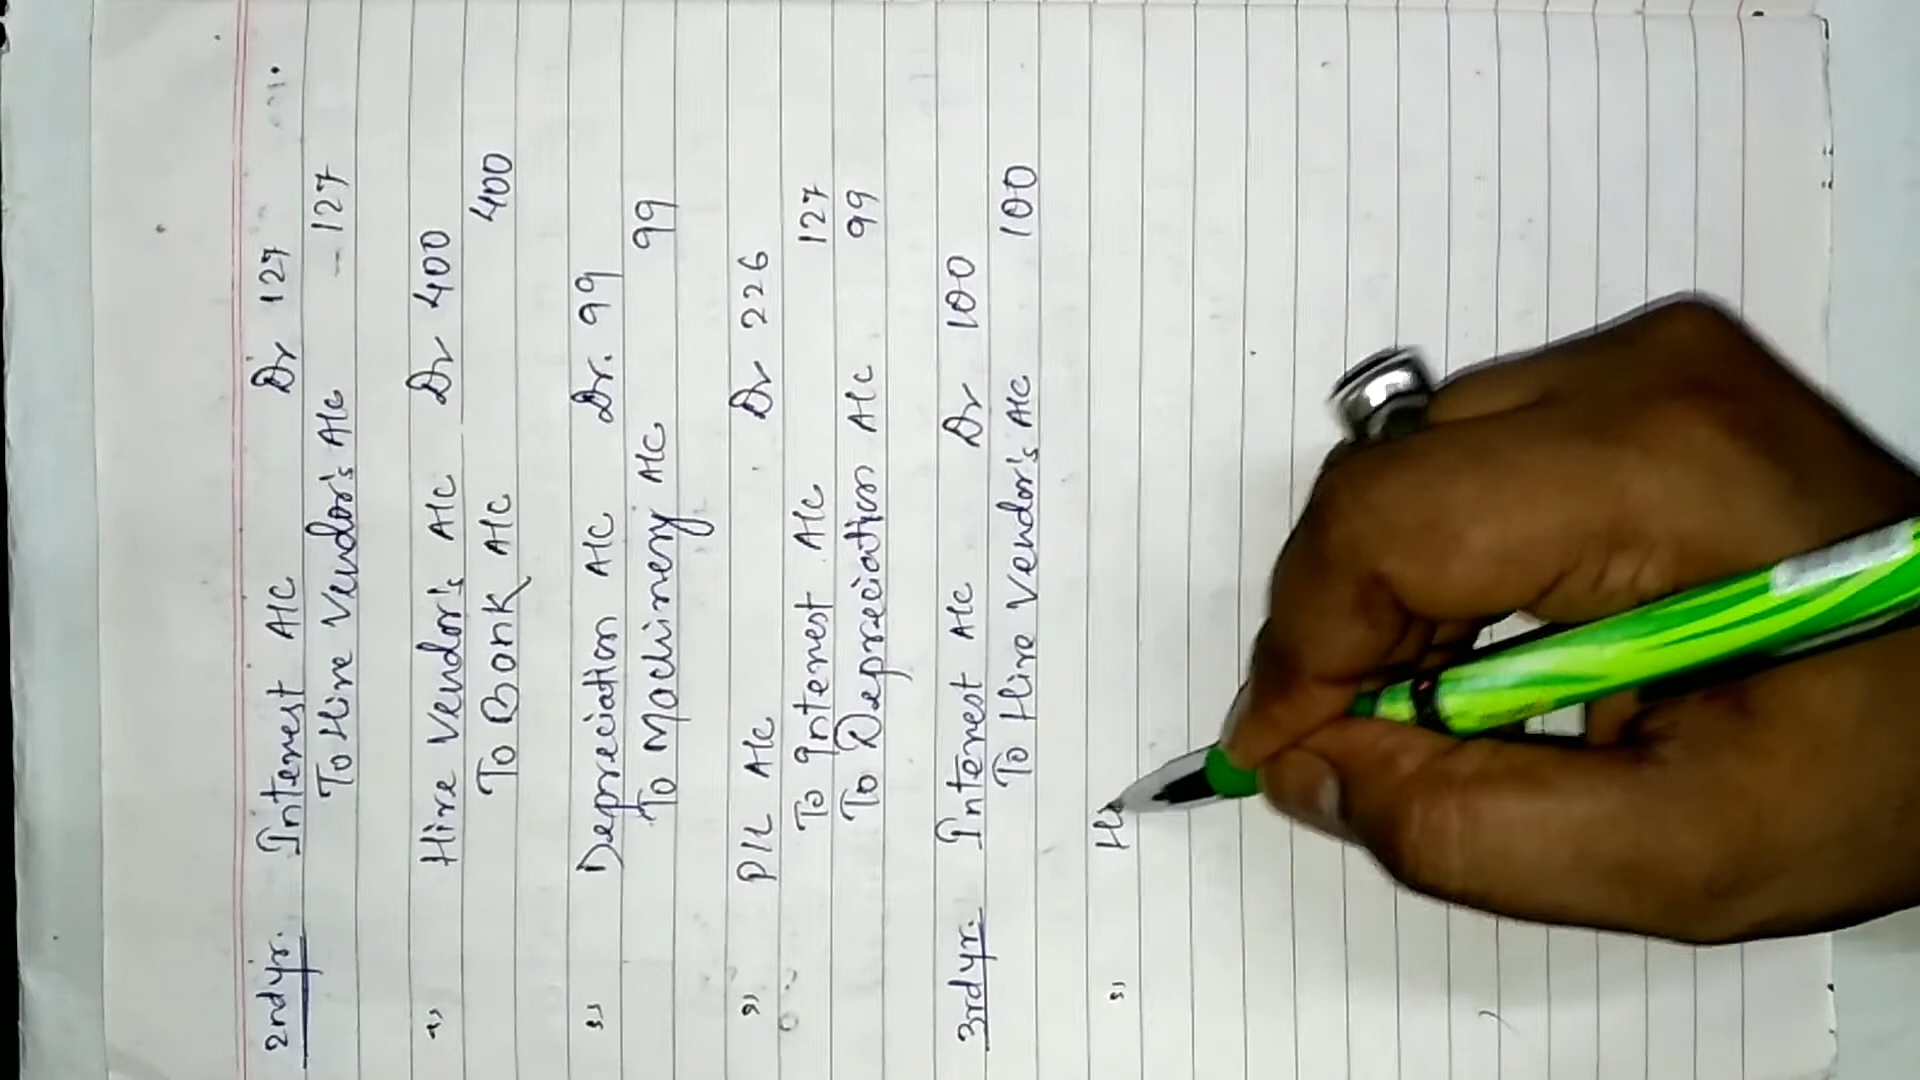 2nd yr. Interest A/c Dr 127
To Hire Vendor's A/c - 127
" Hire Vendor's A/c Dr 400
To Bank A/c 400
" Depreciation A/c Dr. 99
To Machinery A/c 99
" P/L A/c Dr 226
To Interest A/c 127
To Depreciation A/c 99
3rd yr. Interest A/c Dr 100
To Hire Vendor's A/c 100
" Hi